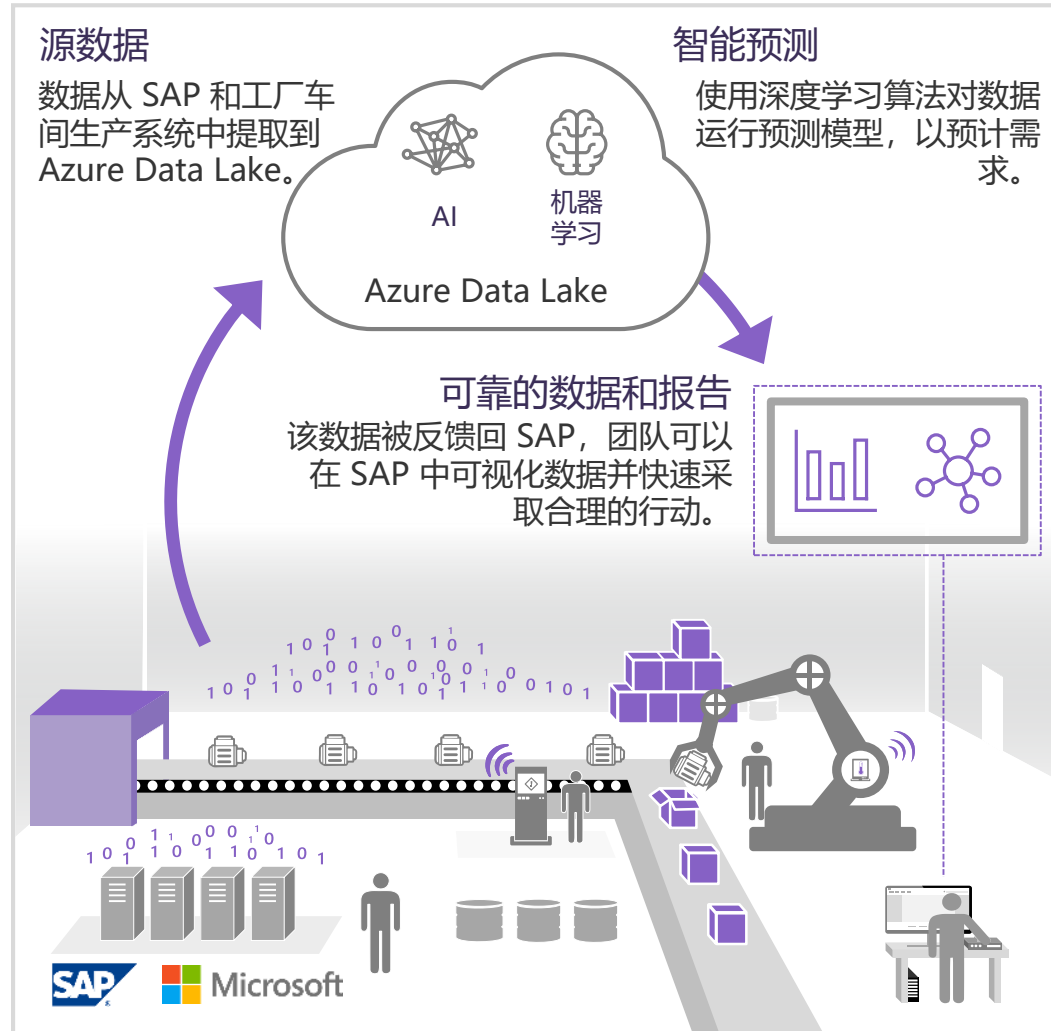 源数据
数据从 SAP 和工厂车
间生产系统中提取到
Azure Data Lake。
智能预测
使用深度学习算法对数据
运行预测模型，以预计需
求。
AI
机器
学习
Azure Data Lake
可靠的数据和报告
该数据被反馈回 SAP，团队可以
在 SAP 中可视化数据并快速采
取合理的行动。
SAP
Microsoft